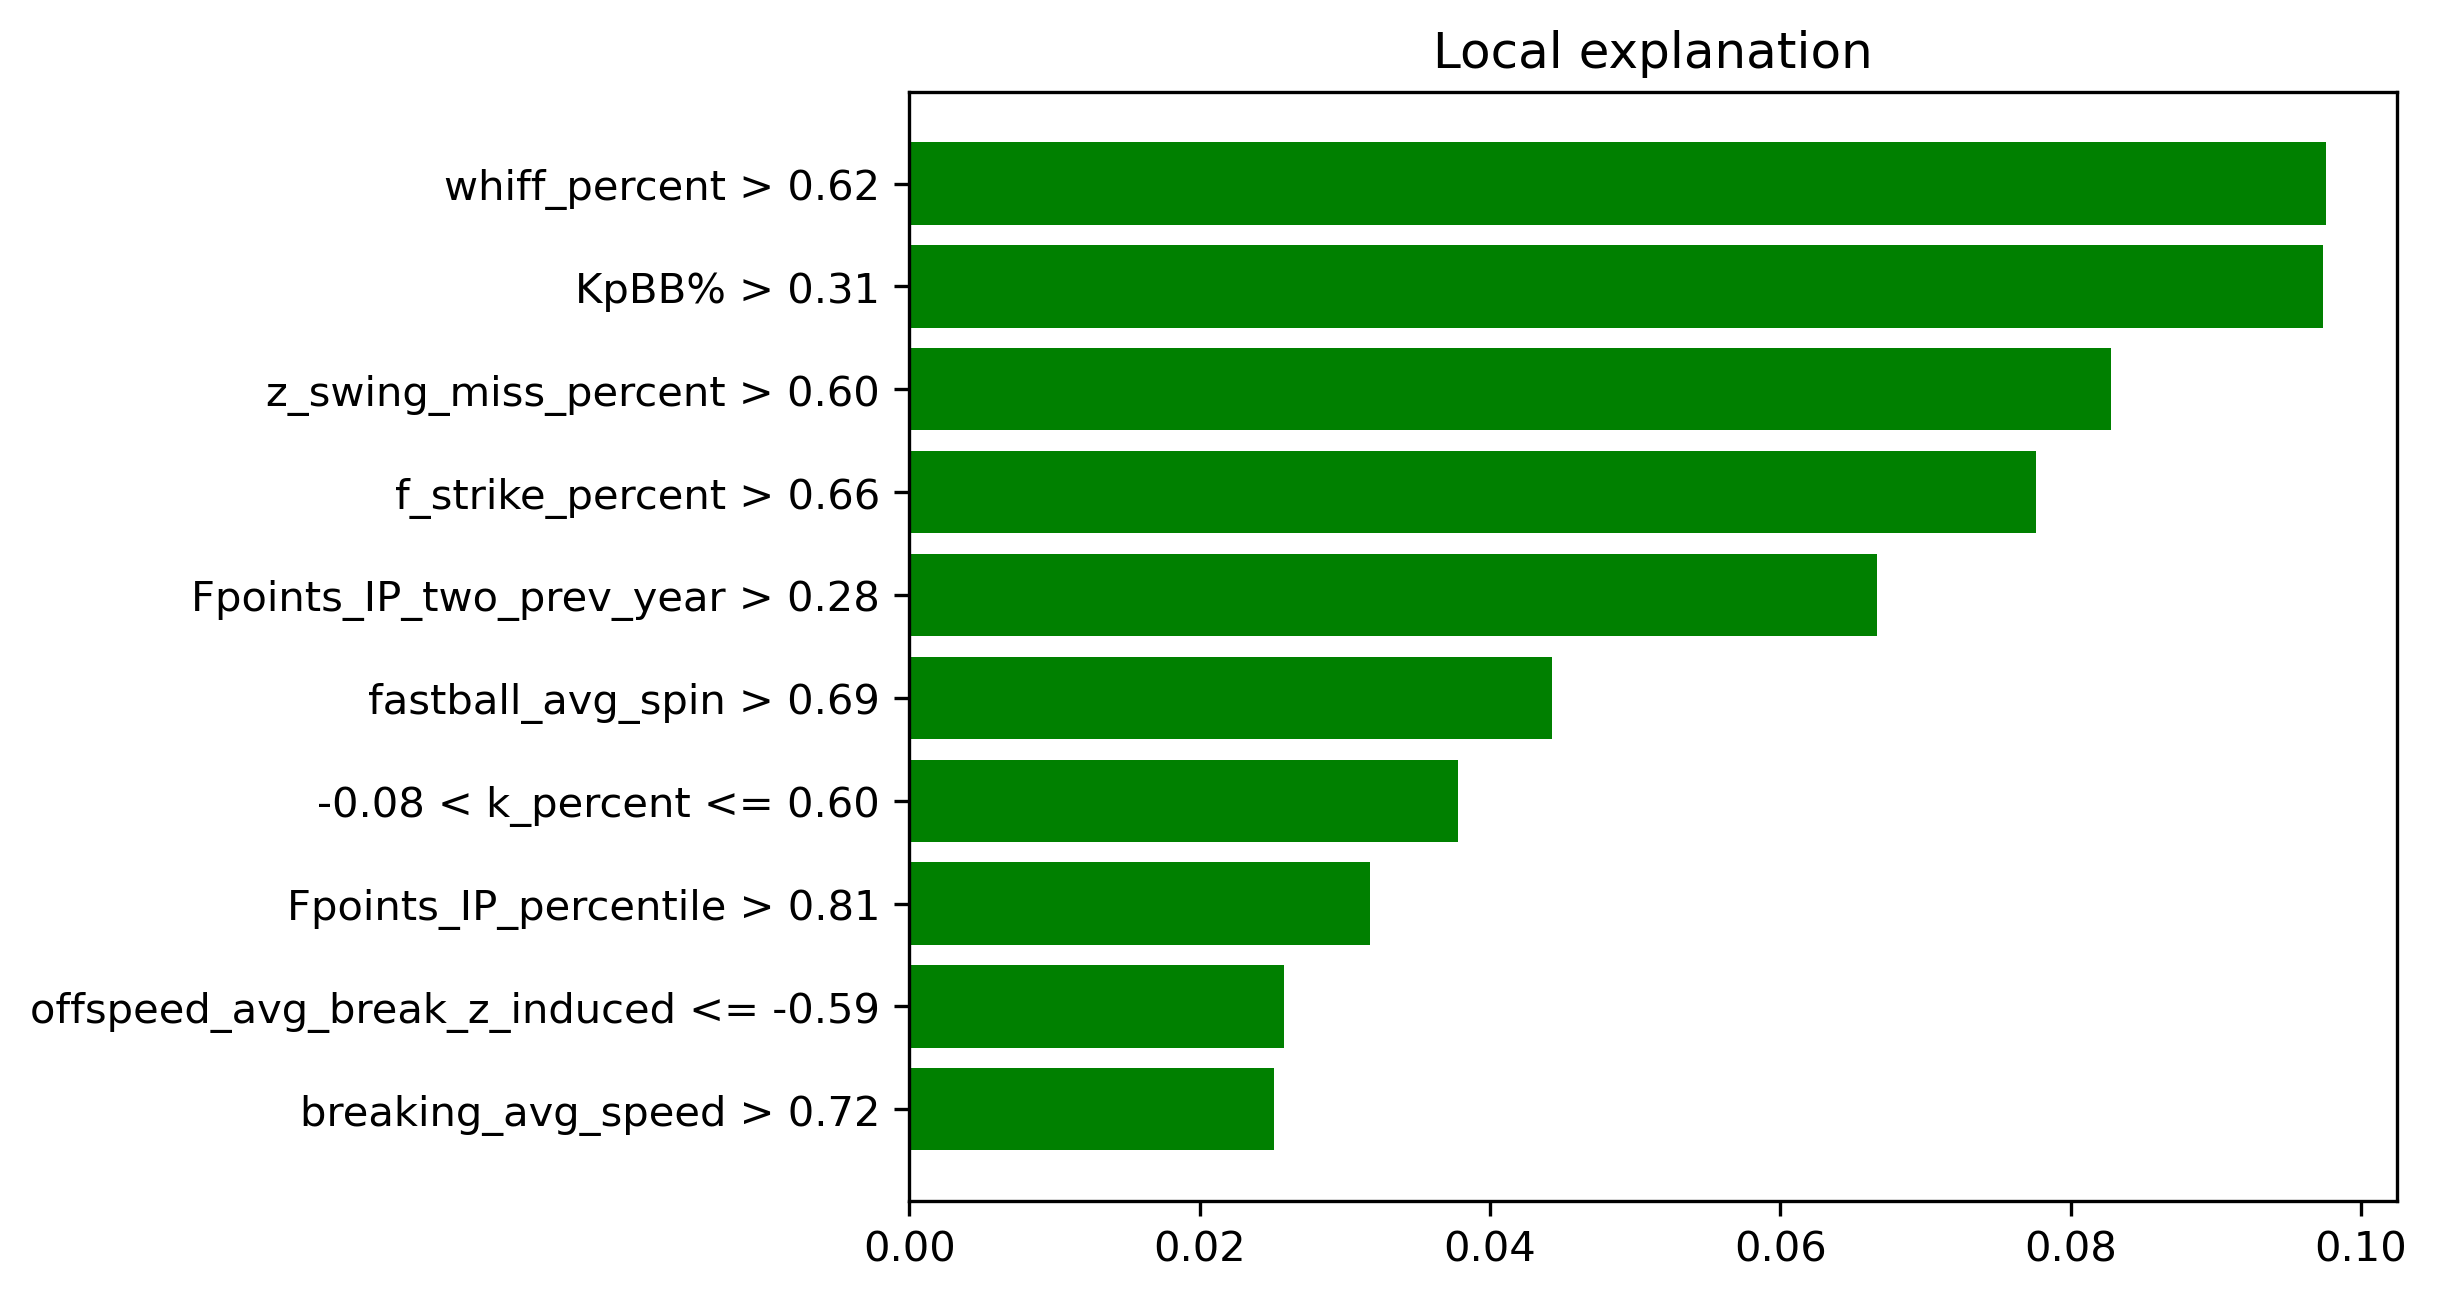 Local explanation
whiff_percent > 0.62
KpBB% > 0.31
z_swing_miss_percent > 0.60
f_strike_percent > 0.66
Fpoints_IP_two_prev_year > 0.28
fastball_avg_spin > 0.69
-0.08 < k_percent <= 0.60
Fpoints_IP_percentile > 0.81
offspeed_avg_break_z_induced <= -0.59
breaking_avg_speed > 0.72
0.00 0.02 0.04 0.06 0.08 0.10